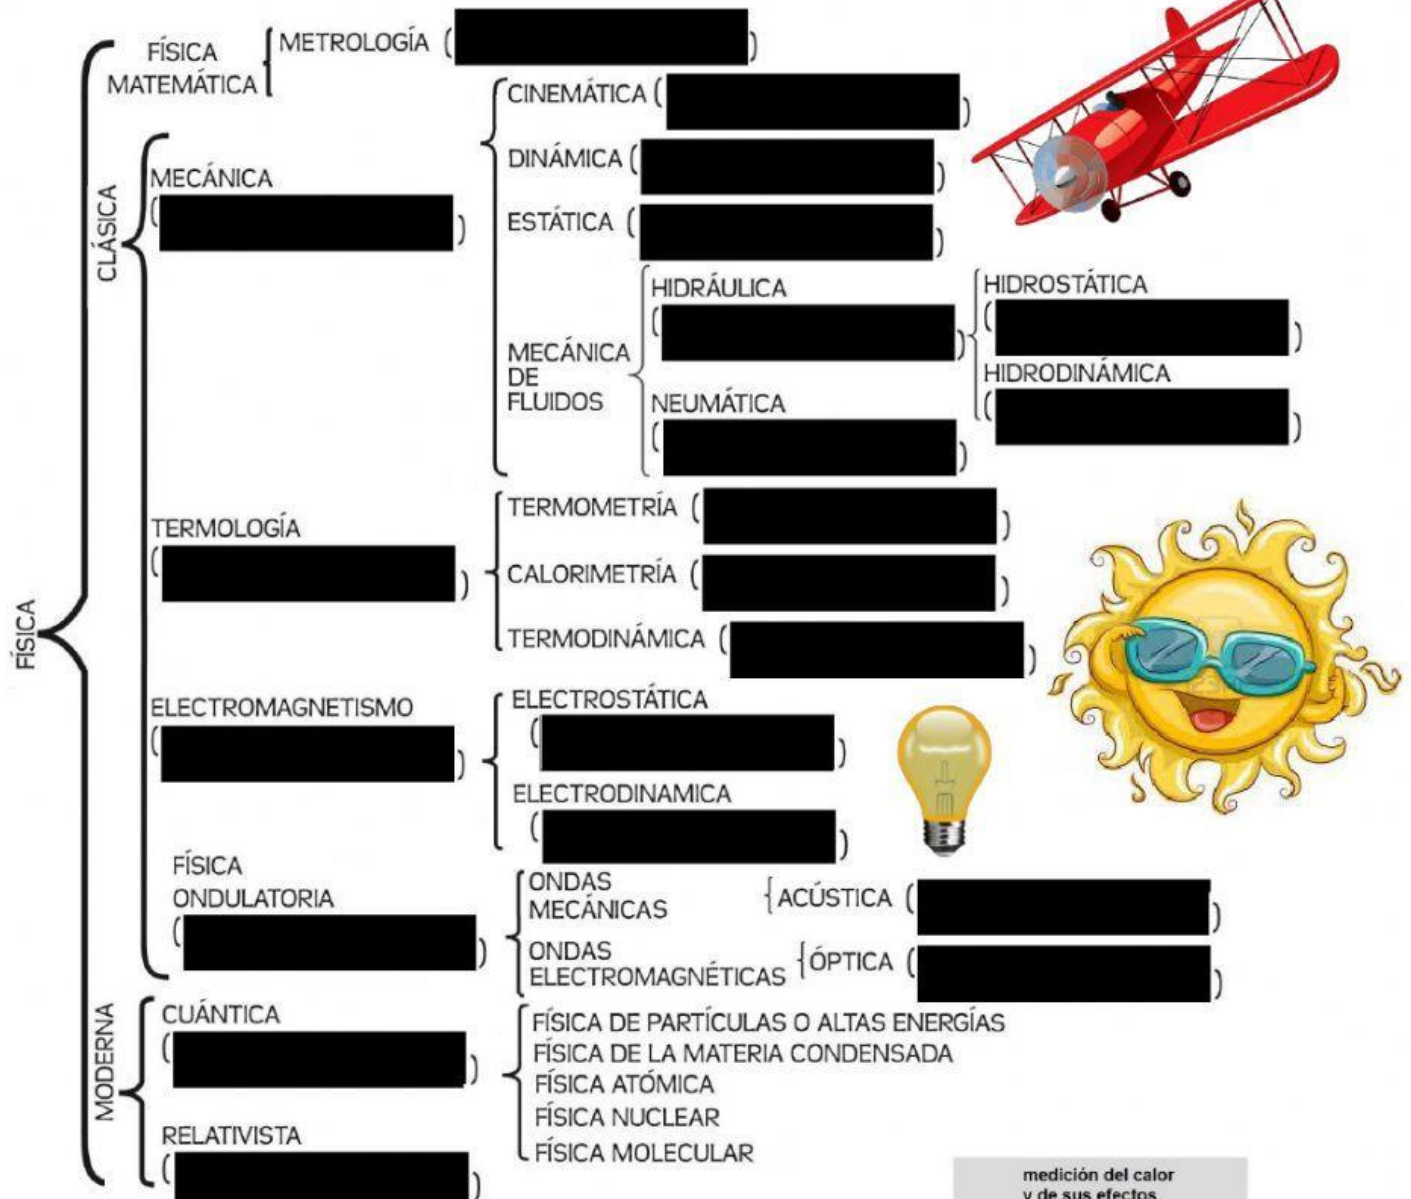 FÍSICA
MATEMÁTICA
METROLOGÍA ( )
CLÁSICA
MECÁNICA
( )
CINEMÁTICA ( )
DINÁMICA ( )
ESTÁTICA ( )
MECÁNICA
DE
FLUIDOS
HIDRÁULICA
( )
HIDROSTÁTICA
( )
HIDRODINÁMICA
( )
NEUMÁTICA
( )
TERMOLOGÍA
( )
TERMOMETRÍA ( )
CALORIMETRÍA ( )
TERMODINÁMICA ( )
FÍSICA
ELECTROMAGNETISMO
( )
ELECTROSTÁTICA
( )
ELECTRODINAMICA
( )
FÍSICA
ONDULATORIA
( )
ONDAS
MECÁNICAS
ACÚSTICA ( )
ONDAS
ELECTROMAGNÉTICAS
ÓPTICA ( )
MODERNA
CUÁNTICA
( )
FÍSICA DE PARTÍCULAS O ALTAS ENERGÍAS
FÍSICA DE LA MATERIA CONDENSADA
FÍSICA ATÓMICA
FÍSICA NUCLEAR
FÍSICA MOLECULAR
RELATIVISTA
( )
medición del calor
y de sus efectos